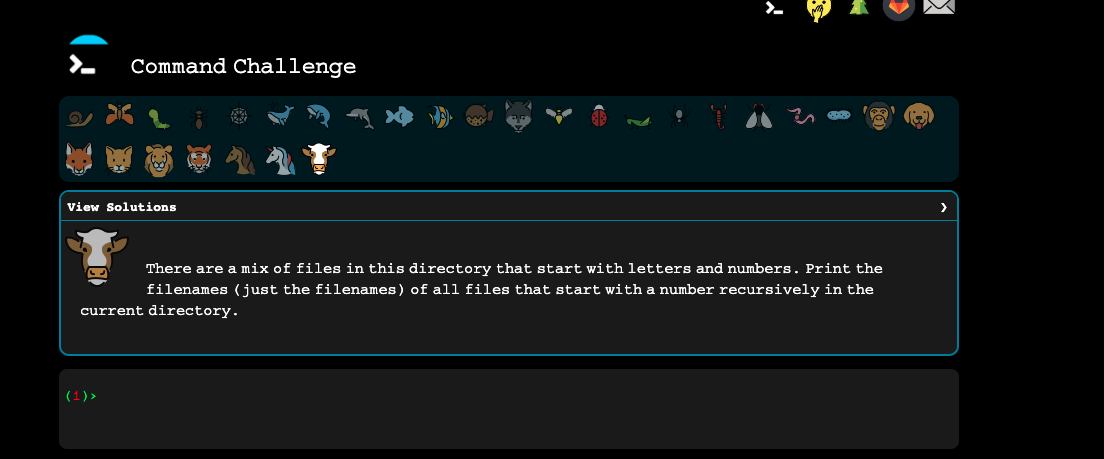 Command Challenge
View Solutions ❯
There are a mix of files in this directory that start with letters and numbers. Print the
filenames (just the filenames) of all files that start with a number recursively in the
current directory.
(1)>